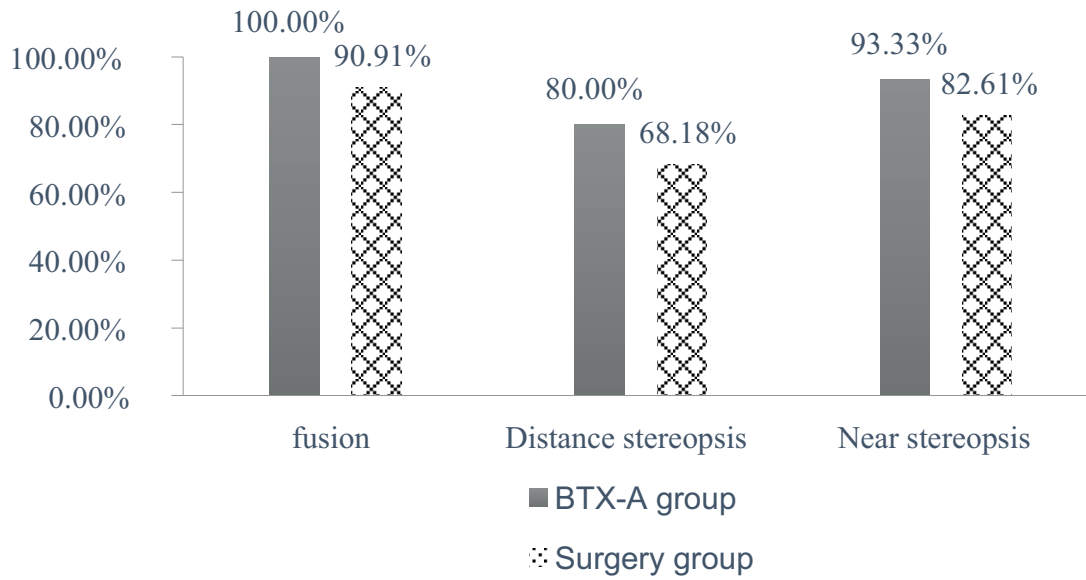 100.00%
90.91%
80.00%
68.18%
93.33%
82.61%
100.00%
80.00%
60.00%
40.00%
20.00%
0.00%
fusion
Distance stereopsis
Near stereopsis
BTX-A group
Surgery group